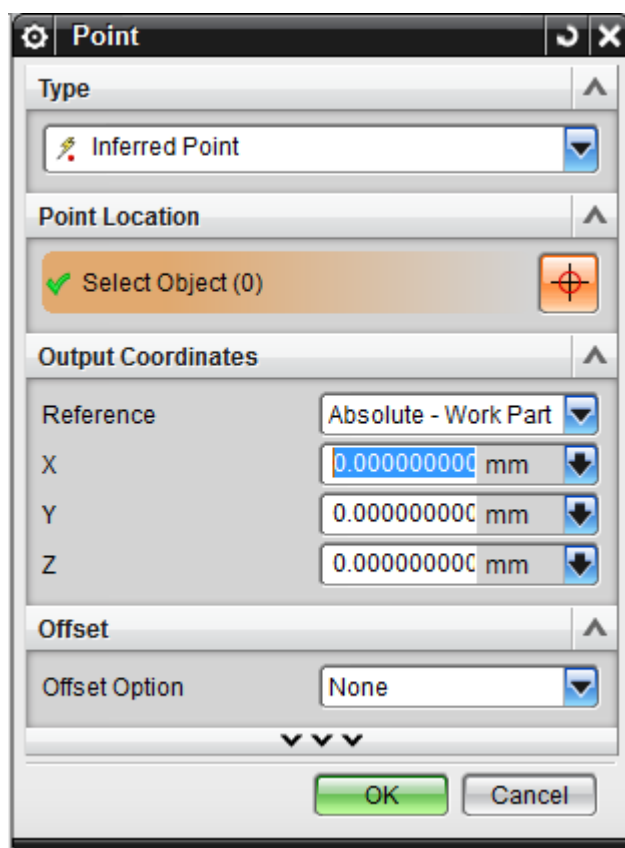 Point
Type
Inferred Point
Point Location
Select Object (0)
Output Coordinates
Reference Absolute - Work Part
X 0.000000000 mm
Y 0.000000000 mm
Z 0.000000000 mm
Offset
Offset Option None
OK Cancel